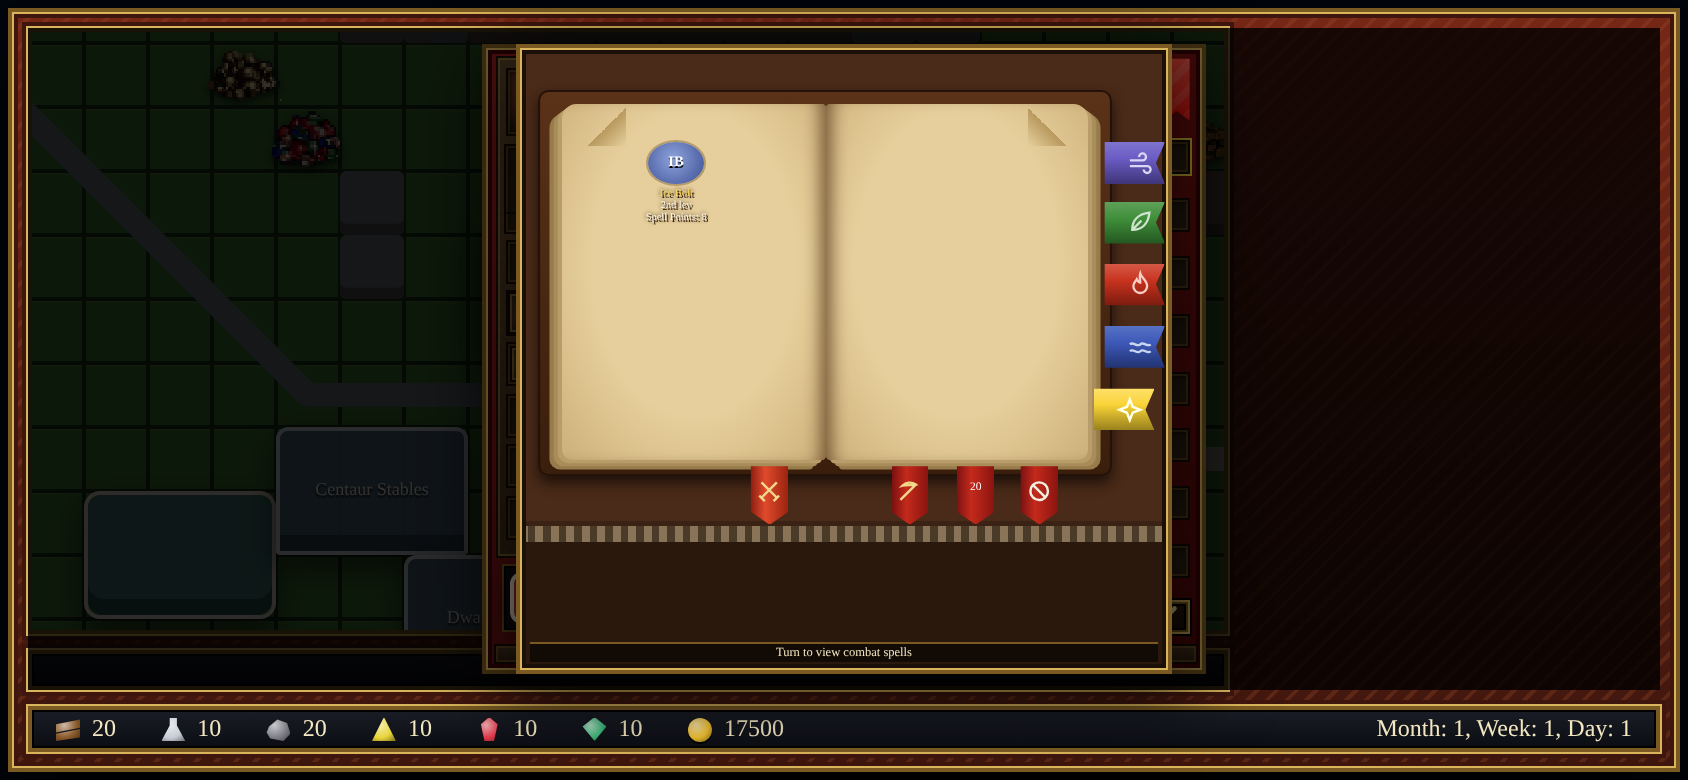 IB
Ice Bolt
2nd lev
Spell Points: 8
20
Centaur Stables
Dwa
Turn to view combat spells
20 10 20 10 10 10 17500 Month: 1, Week: 1, Day: 1